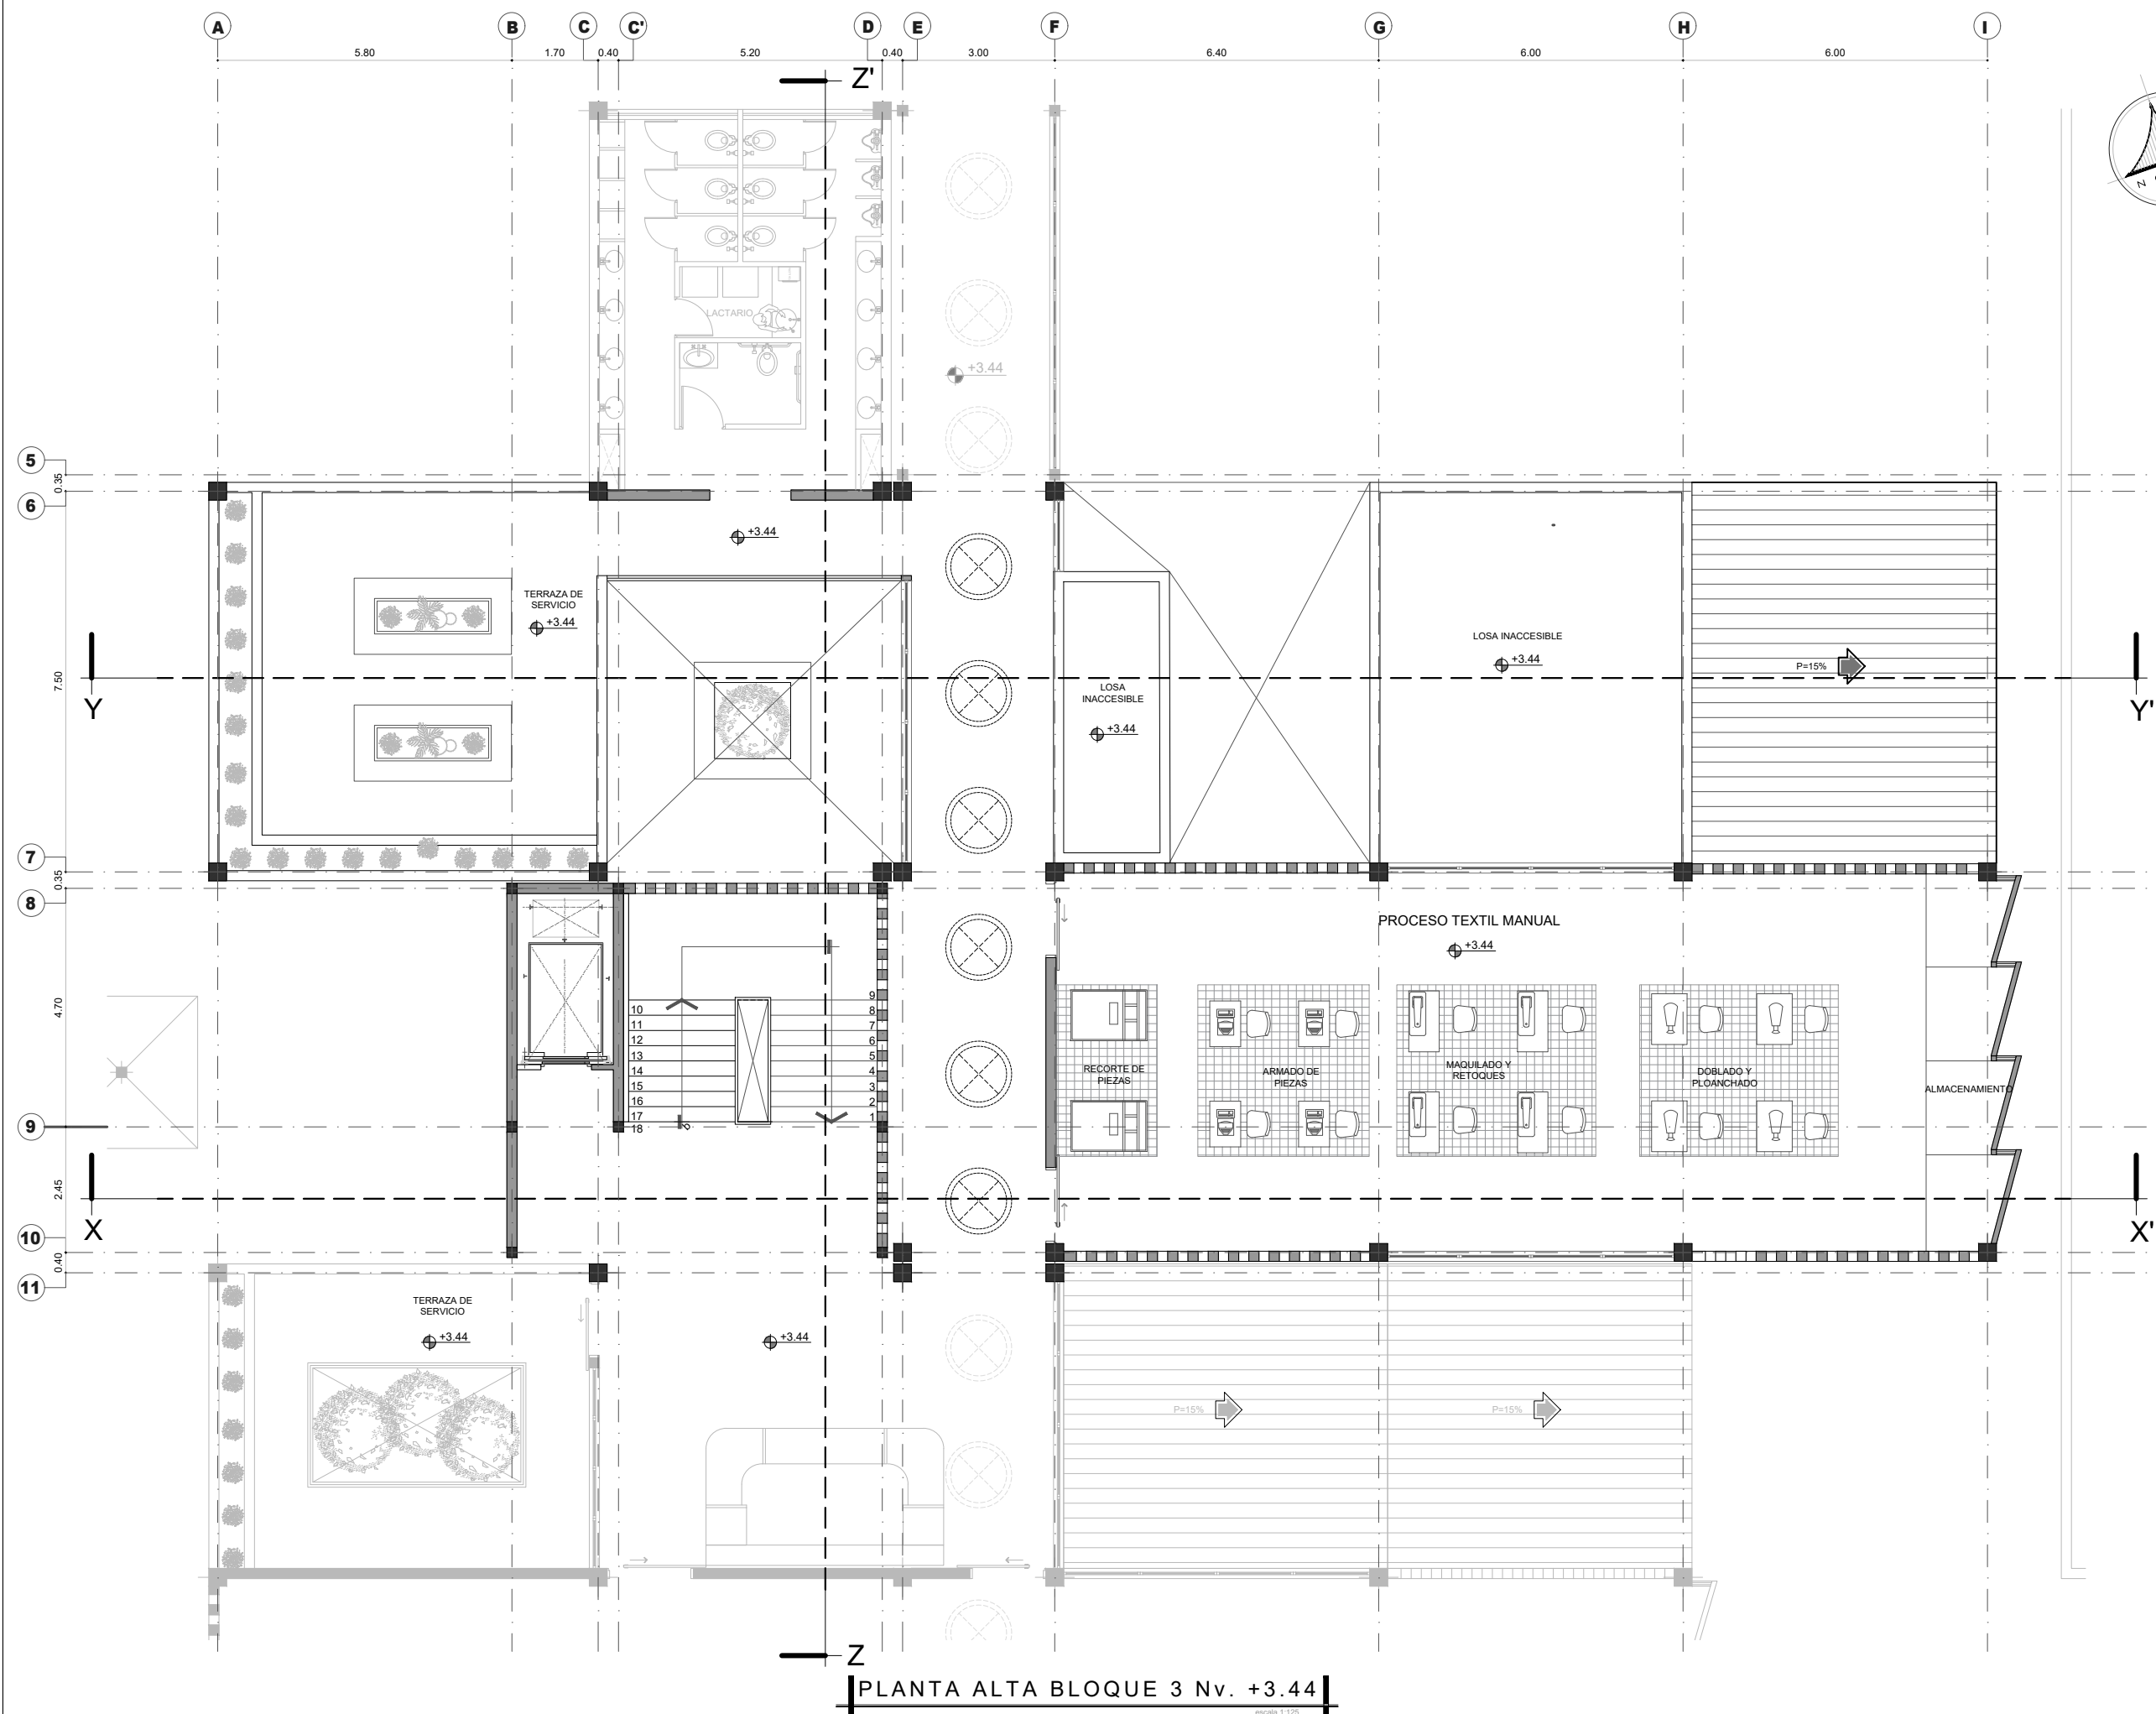 A B C C' D E F G H I
5.80 1.70 0.40 5.20 0.40 3.00 6.40 6.00 6.00
Z'
N
LACTARIO
+3.44
5
0.35
6
+3.44
TERRAZA DE
SERVICIO
+3.44
LOSA INACCESIBLE
+3.44
P=15%
7.50
Y
Y'
LOSA
INACCESIBLE
+3.44
7
0.35
8
PROCESO TEXTIL MANUAL
+3.44
4.70
9
10
8
11
7
12
6
13
5
14
4
15
3
16
2
17
1
18
S
RECORTE DE
PIEZAS
ARMADO DE
PIEZAS
MAQUILADO Y
RETOQUES
DOBLADO Y
PLOANCHADO
ALMACENAMIENTO
9
2.45
X
X'
10
0.40
11
TERRAZA DE
SERVICIO
+3.44
+3.44
P=15%
P=15%
Z
PLANTA ALTA BLOQUE 3 Nv. +3.44
escala 1:125